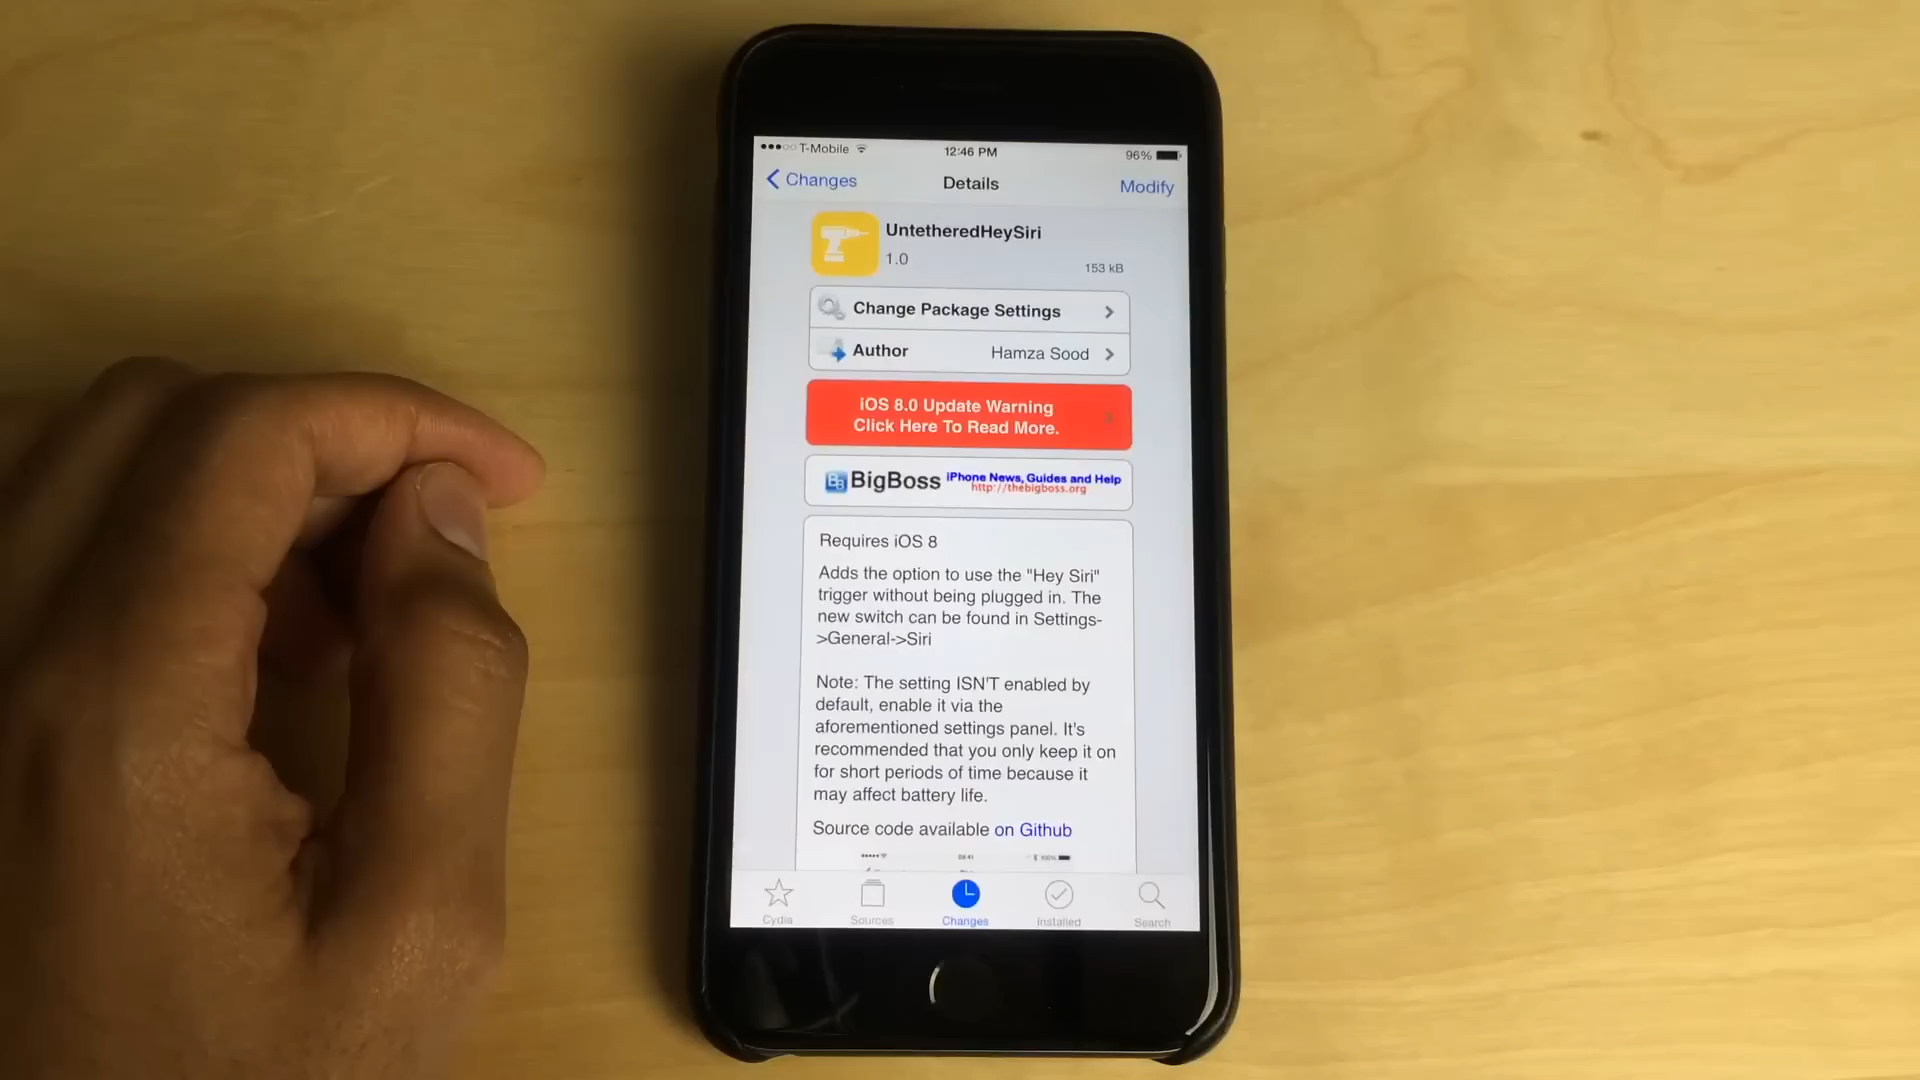 T-Mobile 12:46 PM 96%
Changes Details Modify
UntetheredHeySiri
1.0 153 kB
Change Package Settings
Author Hamza Sood
iOS 8.0 Update Warning
Click Here To Read More.
BB BigBoss iPhone News, Guides and Help
http://thebigboss.org
Requires iOS 8
Adds the option to use the "Hey Siri"
trigger without being plugged in. The
new switch can be found in Settings-
>General->Siri
Note: The setting ISN'T enabled by
default, enable it via the
aforementioned settings panel. It's
recommended that you only keep it on
for short periods of time because it
may affect battery life.
Source code available on Github
09:41 100%
Cydia Sources Changes Installed Search